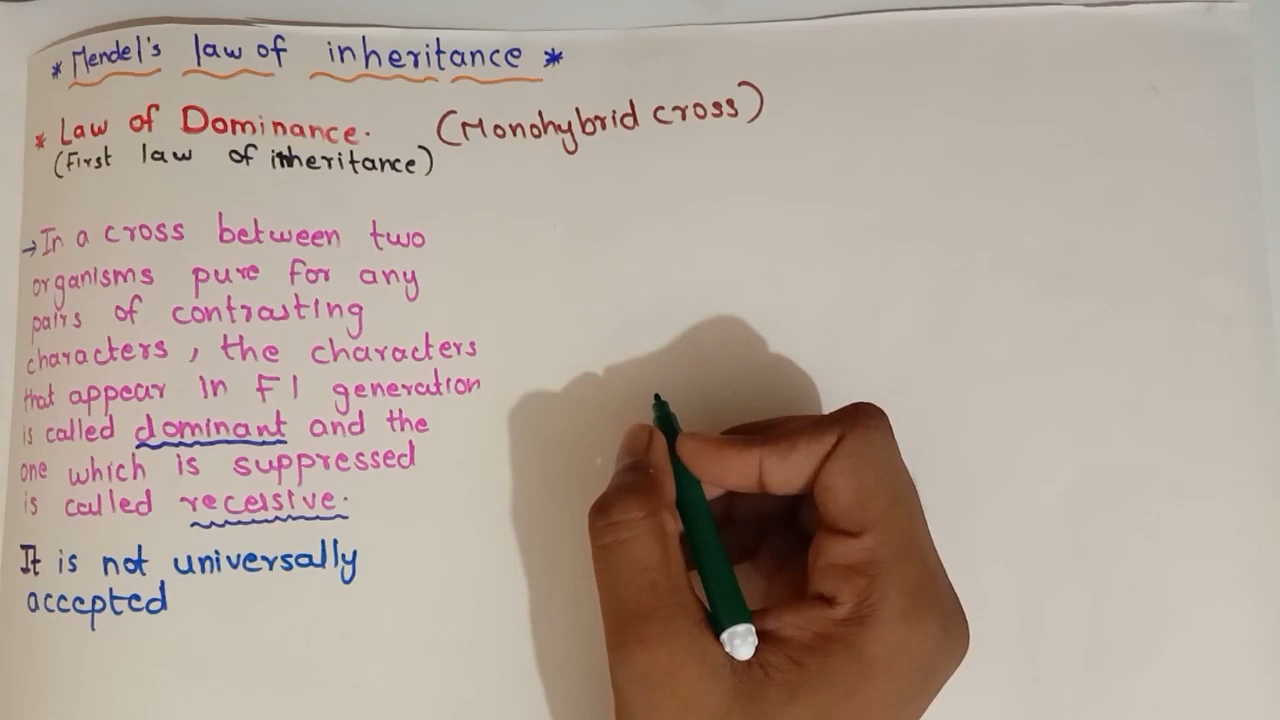 * Mendel's law of inheritance *
* Law of Dominance. (Monohybrid cross)
(First law of inheritance)
→ In a cross between two
organisms pure for any
pairs of contrasting
characters, the characters
that appear in F1 generation
is called dominant and the
one which is suppressed
is called recessive.
It is not universally
accepted